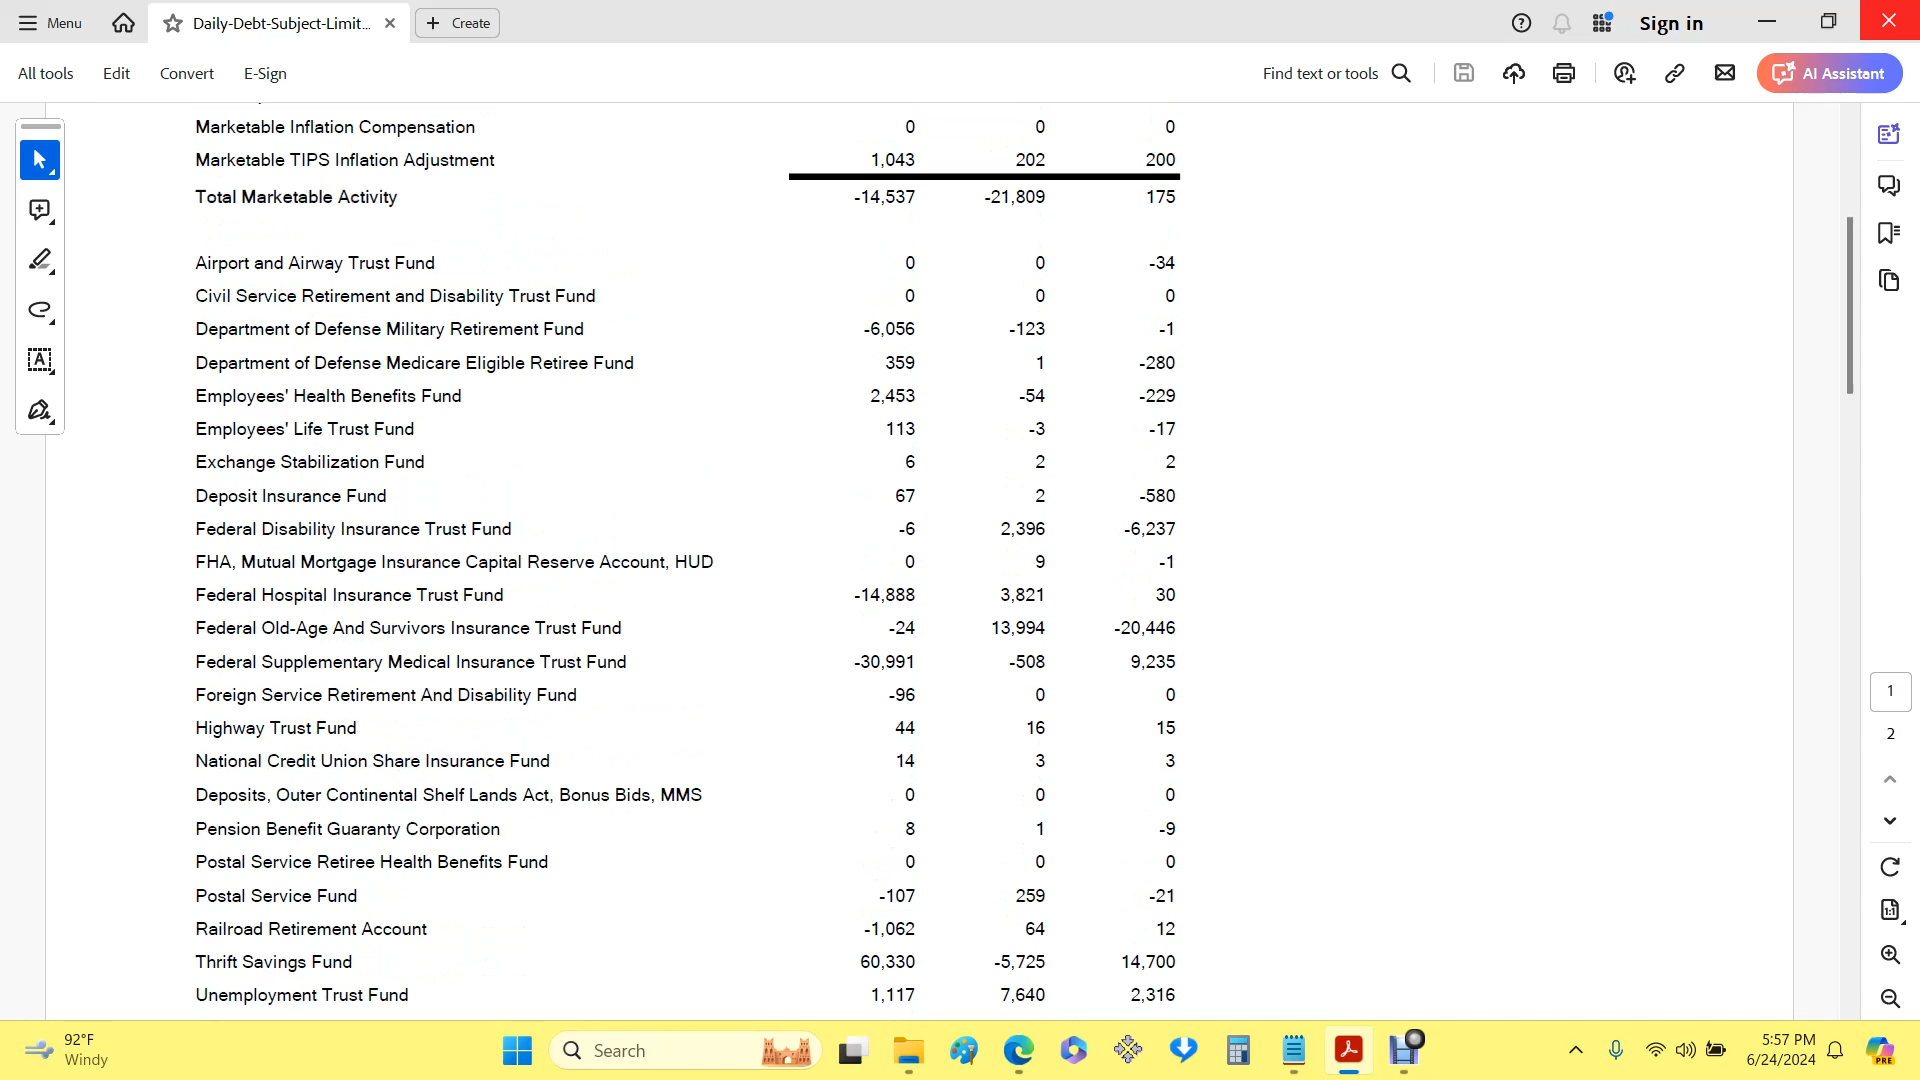 Menu
Daily-Debt-Subject-Limit...
Create
Sign in
All tools
Edit
Convert
E-Sign
Find text or tools
AI Assistant
Marketable Inflation Compensation 0 0 0
Marketable TIPS Inflation Adjustment 1,043 202 200
Total Marketable Activity -14,537 -21,809 175
Airport and Airway Trust Fund 0 0 -34
Civil Service Retirement and Disability Trust Fund 0 0 0
Department of Defense Military Retirement Fund -6,056 -123 -1
Department of Defense Medicare Eligible Retiree Fund 359 1 -280
Employees' Health Benefits Fund 2,453 -54 -229
Employees' Life Trust Fund 113 -3 -17
Exchange Stabilization Fund 6 2 2
Deposit Insurance Fund 67 2 -580
Federal Disability Insurance Trust Fund -6 2,396 -6,237
FHA, Mutual Mortgage Insurance Capital Reserve Account, HUD 0 9 -1
Federal Hospital Insurance Trust Fund -14,888 3,821 30
Federal Old-Age And Survivors Insurance Trust Fund -24 13,994 -20,446
Federal Supplementary Medical Insurance Trust Fund -30,991 -508 9,235
Foreign Service Retirement And Disability Fund -96 0 0
Highway Trust Fund 44 16 15
National Credit Union Share Insurance Fund 14 3 3
Deposits, Outer Continental Shelf Lands Act, Bonus Bids, MMS 0 0 0
Pension Benefit Guaranty Corporation 8 1 -9
Postal Service Retiree Health Benefits Fund 0 0 0
Postal Service Fund -107 259 -21
Railroad Retirement Account -1,062 64 12
Thrift Savings Fund 60,330 -5,725 14,700
Unemployment Trust Fund 1,117 7,640 2,316
1
2
1:1
92°F
Windy
Search
5:57 PM
6/24/2024
PRE